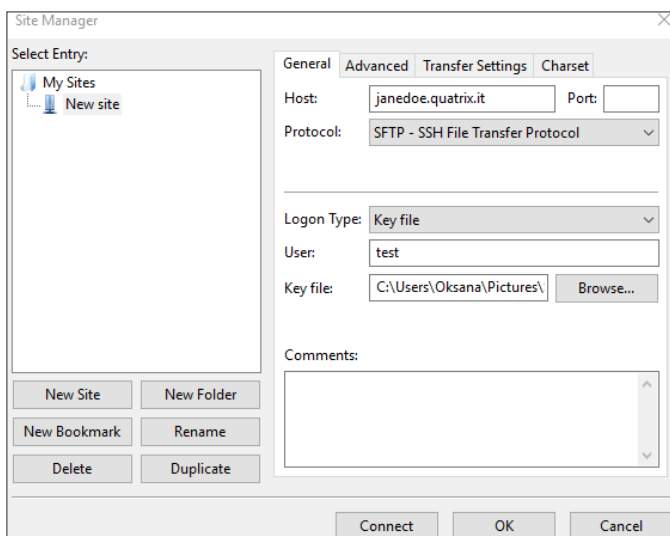 Site Manager
Select Entry:
My Sites
New site
New Site New Folder
New Bookmark Rename
Delete Duplicate
General Advanced Transfer Settings Charset
Host: janedoe.quatrix.it Port:
Protocol: SFTP - SSH File Transfer Protocol
Logon Type: Key file
User: test
Key file: C:\Users\Oksana\Pictures\ Browse...
Comments:
Connect OK Cancel